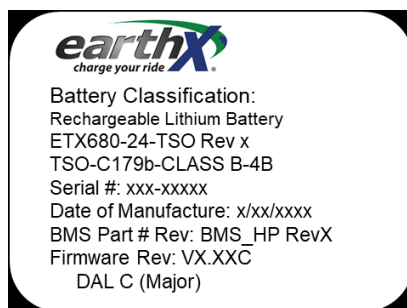 earthX®
charge your ride
Battery Classification:
Rechargeable Lithium Battery
ETX680-24-TSO Rev x
TSO-C179b-CLASS B-4B
Serial #: xxx-xxxxx
Date of Manufacture: x/xx/xxxx
BMS Part # Rev: BMS_HP RevX
Firmware Rev: VX.XXC
DAL C (Major)